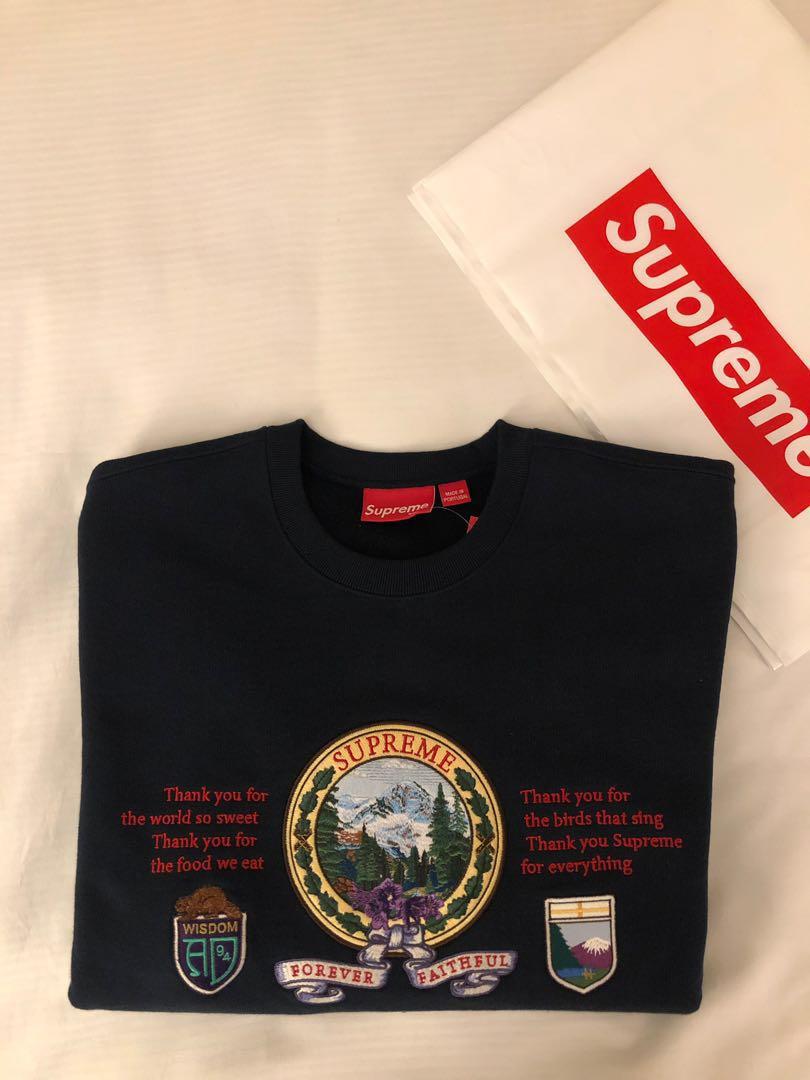 Supreme
Supreme
MADE IN
PORTUGAL
SUPREME
Thank you for
the world so sweet
Thank you for
the food we eat
Thank you for
the birds that sing
Thank you Supreme
for everything
WISDOM
94
FOREVER
FAITHFUL